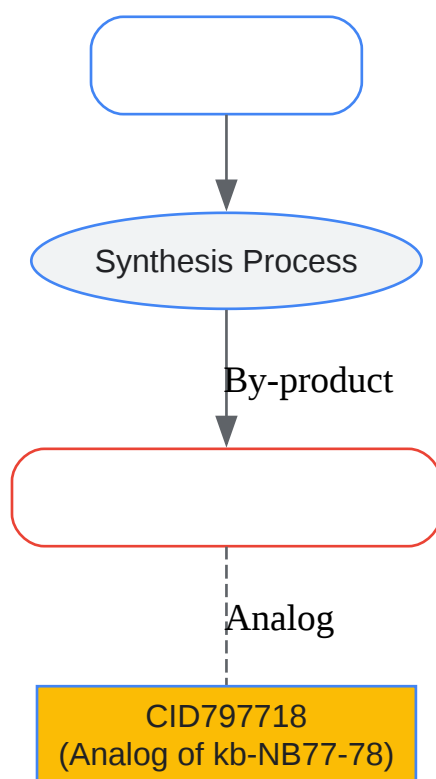 Synthesis Process
By-product
Analog
CID797718
(Analog of kb-NB77-78)